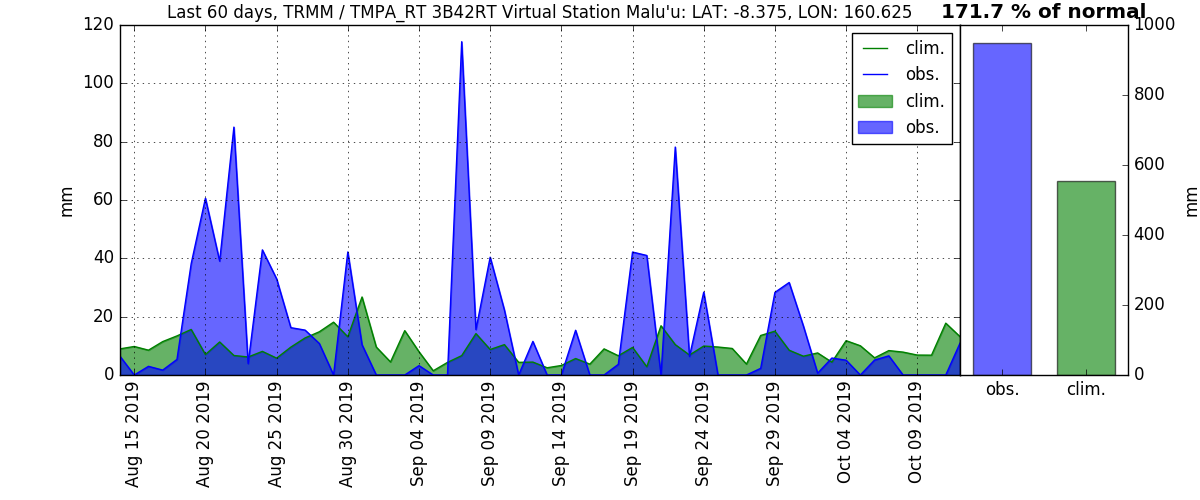 Last 60 days, TRMM / TMPA_RT 3B42RT Virtual Station Malu'u: LAT: -8.375, LON: 160.625
171.7 % of normal
120
100
80
60
40
20
0
mm
clim.
obs.
clim.
obs.
1000
800
600
400
200
0
mm
Aug 15 2019
Aug 20 2019
Aug 25 2019
Aug 30 2019
Sep 04 2019
Sep 09 2019
Sep 14 2019
Sep 19 2019
Sep 24 2019
Sep 29 2019
Oct 04 2019
Oct 09 2019
obs.
clim.